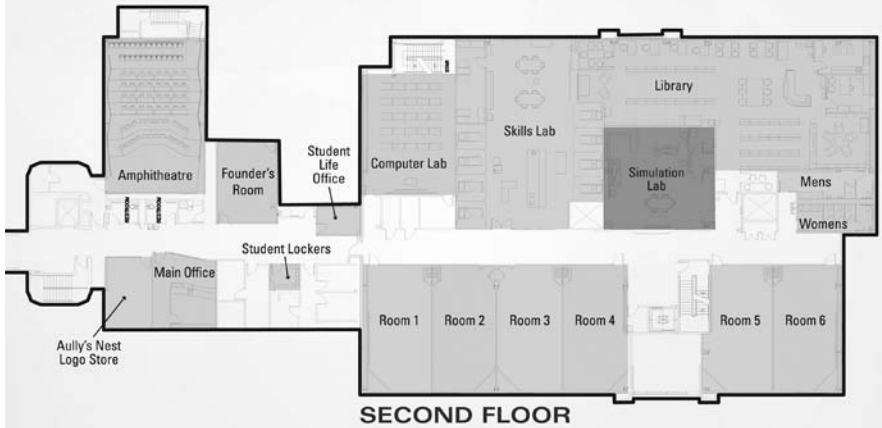 Library
Skills Lab
Student
Life
Office
Computer Lab
Founder's
Room
Amphitheatre
Simulation
Lab
Mens
Womens
Student Lockers
Main Office
Aully's Nest
Logo Store
Room 1
Room 2
Room 3
Room 4
Room 5
Room 6
SECOND FLOOR